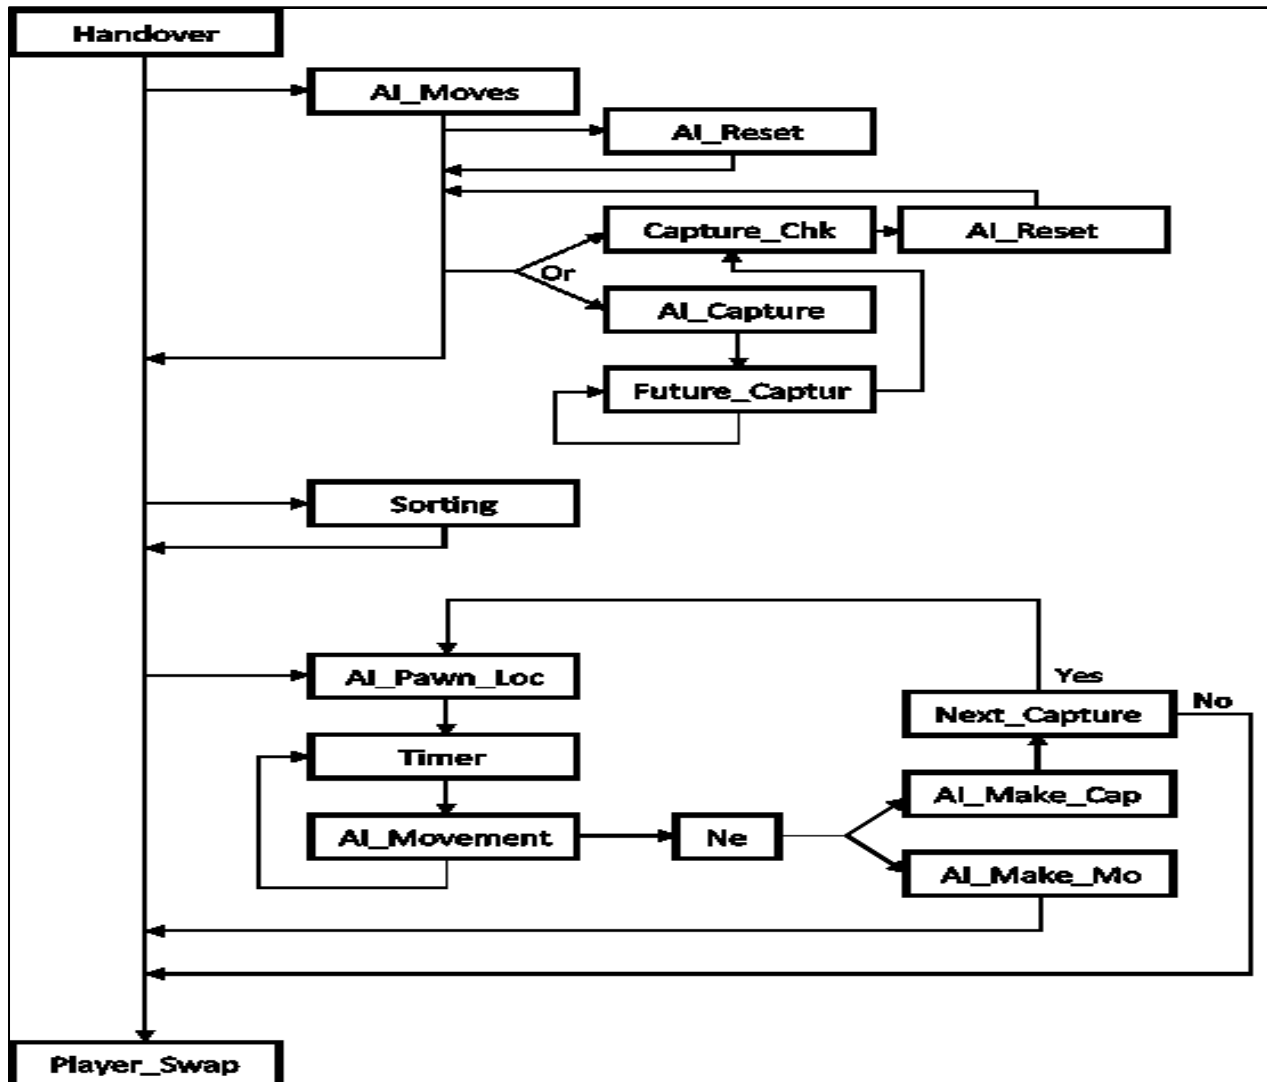 Handover
AI_Moves
AI_Reset
Capture_Chk
AI_Reset
Or
AI_Capture
Future_Captur
Sorting
AI_Pawn_Loc
Yes
Next_Capture
No
Timer
AI_Make_Cap
AI_Movement
Ne
AI_Make_Mo
Player_Swap